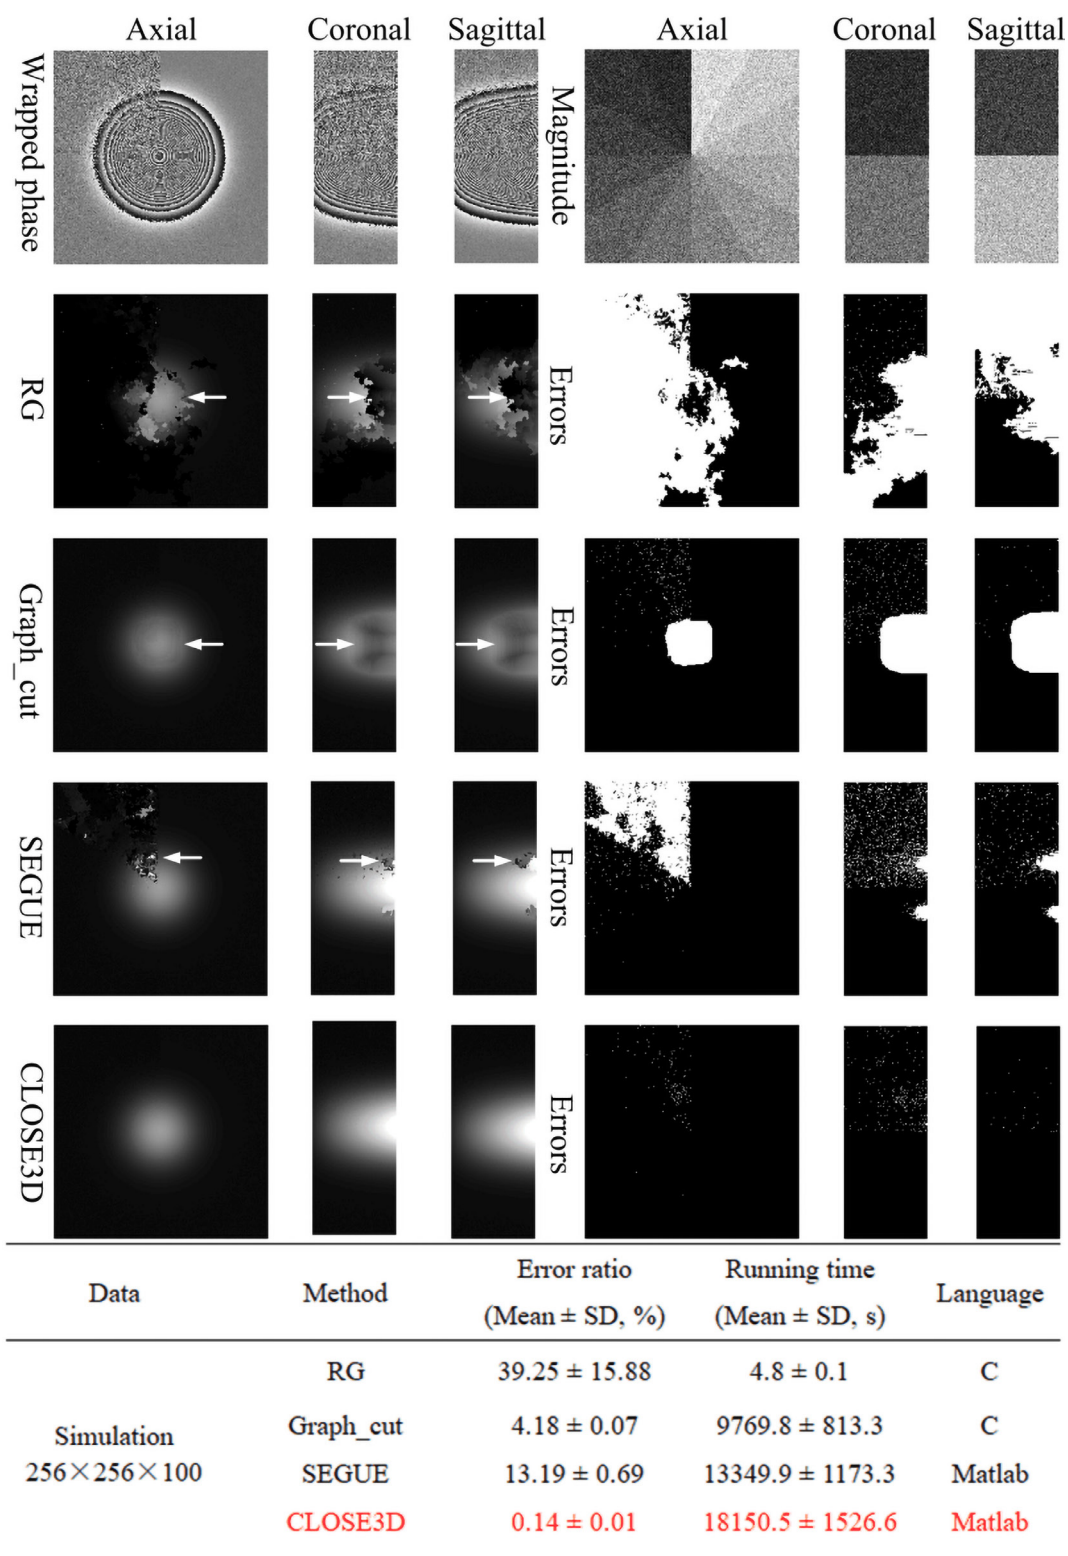 Axial Coronal Sagittal Axial Coronal Sagittal
Wrapped phase
Magnitude
RG
Errors
Graph_cut
Errors
SEGUE
Errors
CLOSE3D
Errors
Data Method Error ratio (Mean ± SD, %) Running time (Mean ± SD, s) Language
Simulation 256×256×100
RG 39.25 ± 15.88 4.8 ± 0.1 C
Graph_cut 4.18 ± 0.07 9769.8 ± 813.3 C
SEGUE 13.19 ± 0.69 13349.9 ± 1173.3 Matlab
CLOSE3D 0.14 ± 0.01 18150.5 ± 1526.6 Matlab